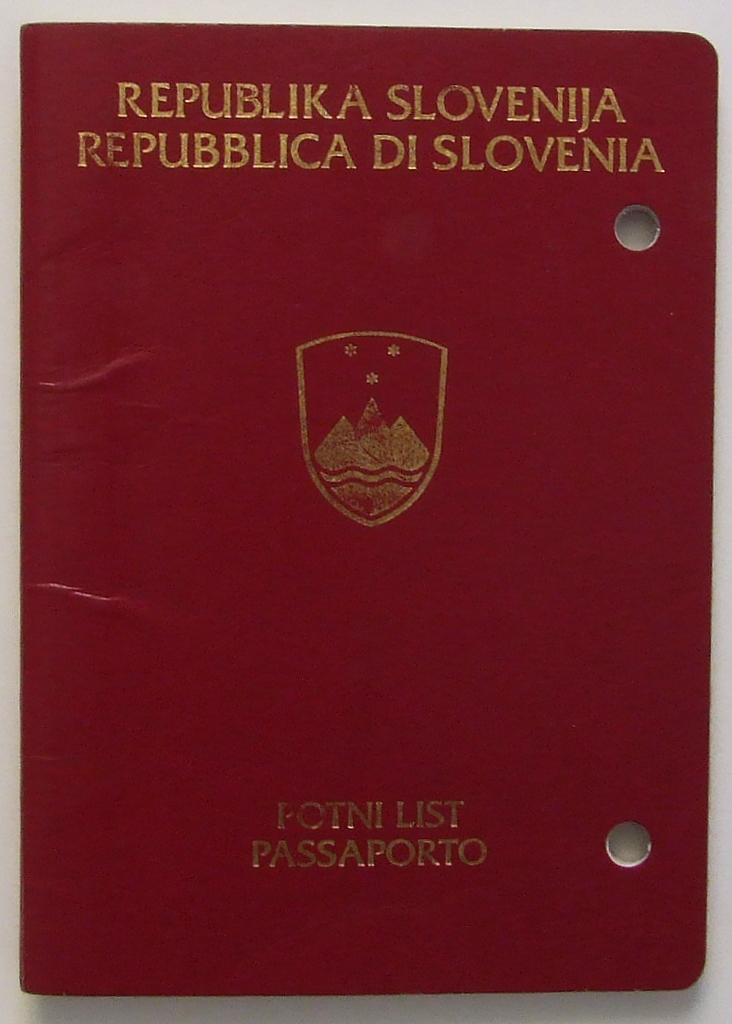 REPUBLIKA SLOVENIJA
REPUBBLICA DI SLOVENIA
POTNI LIST
PASSAPORTO